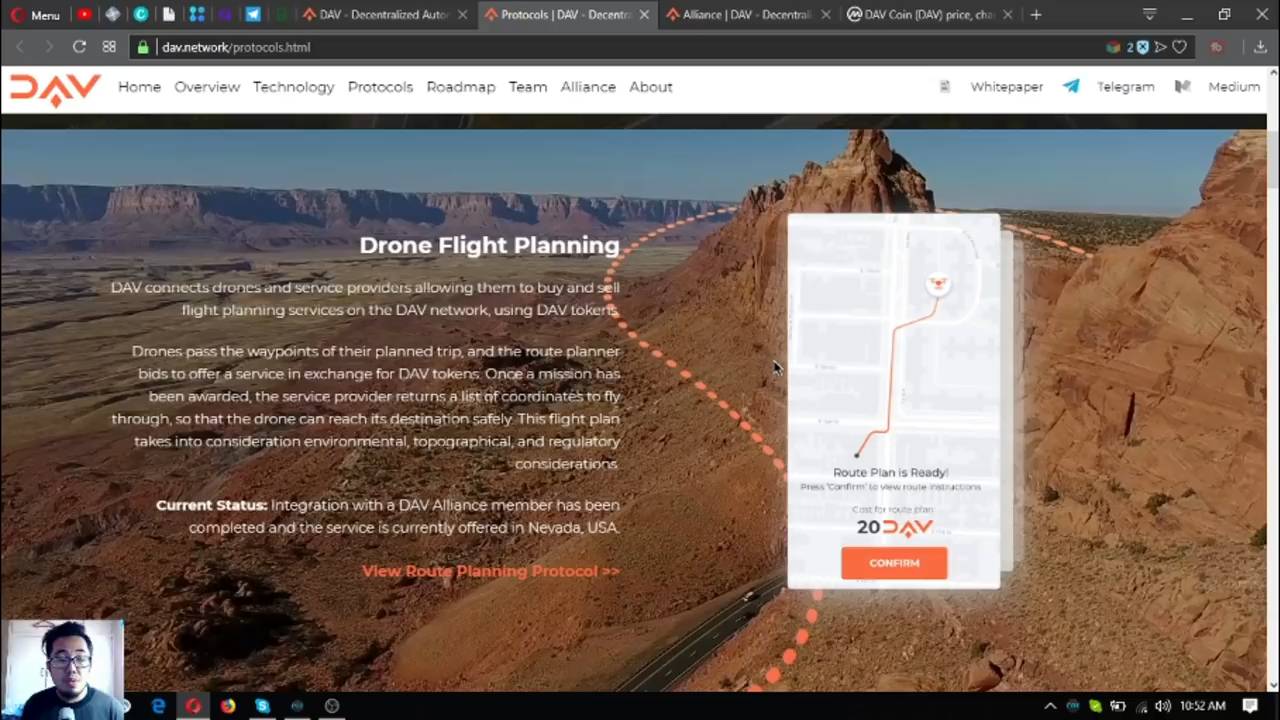 Menu
DAV - Decentralized Auto
Protocols | DAV - Decentra
Alliance | DAV - Decentrali
DAV Coin (DAV) price, cha
dav.network/protocols.html
2
DAV
Home
Overview
Technology
Protocols
Roadmap
Team
Alliance
About
Whitepaper
Telegram
Medium
Drone Flight Planning
DAV connects drones and service providers allowing them to buy and sell
flight planning services on the DAV network, using DAV tokens.
Drones pass the waypoints of their planned trip, and the route planner
bids to offer a service in exchange for DAV tokens. Once a mission has
been awarded, the service provider returns a list of coordinates to fly
through, so that the drone can reach its destination safely. This flight plan
takes into consideration environmental, topographical, and regulatory
considerations.
Current Status: Integration with a DAV Alliance member has been
completed and the service is currently offered in Nevada, USA.
View Route Planning Protocol >>
Route Plan is Ready!
Press 'Confirm' to view route instructions
Cost for route plan:
20 DAV
CONFIRM
10:52 AM